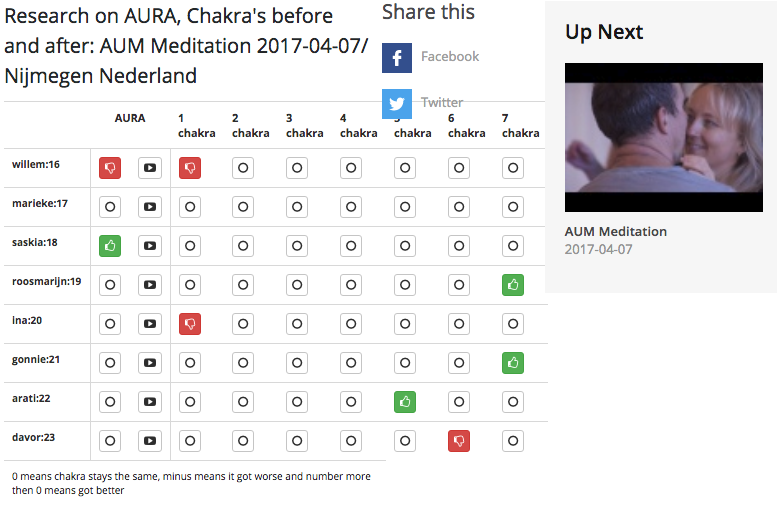 Research on AURA, Chakra's before
and after: AUM Meditation 2017-04-07/
Nijmegen Nederland
Share this
Facebook
Twitter
Up Next
AUM Meditation
2017-04-07
AURA 1 chakra 2 chakra 3 chakra 4 chakra chakra 6 chakra 7 chakra
willem:16
marieke:17
saskia:18
roosmarijn:19
ina:20
gonnie:21
arati:22
davor:23
0 means chakra stays the same, minus means it got worse and number more
then 0 means got better